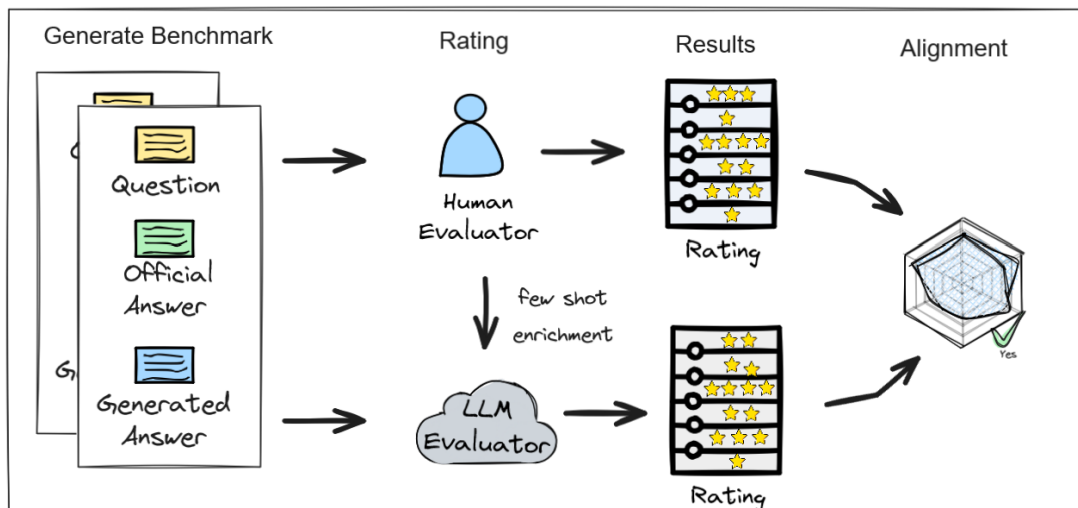 Generate Benchmark
Rating
Results
Alignment
Question
Official
Answer
Generated
Answer
Human
Evaluator
few shot
enrichment
LLM
Evaluator
Rating
Rating
Yes